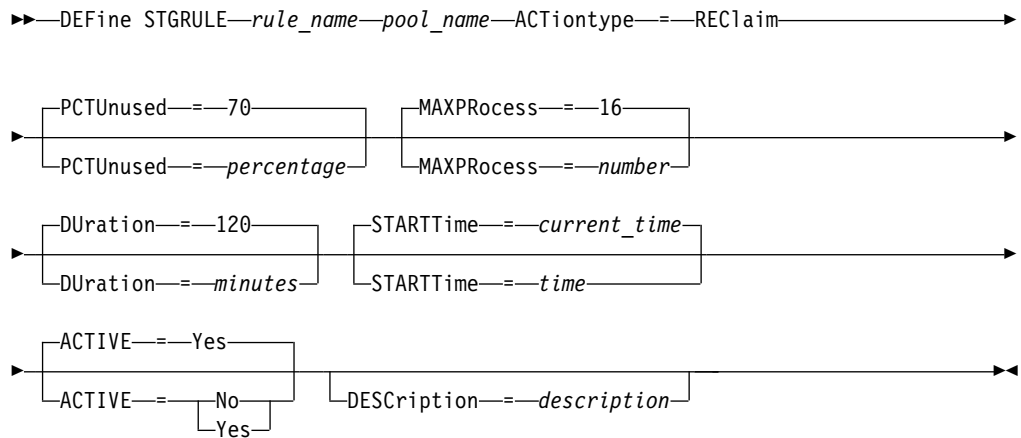 DEFine STGRULE rule_name pool_name ACTiontype = REClaim
PCTUnused = 70 MAXPRocess = 16
PCTUnused = percentage MAXPRocess = number
DUration = 120 STARTTime = current_time
DUration = minutes STARTTime = time
ACTIVE = Yes
ACTIVE = No DESCription = description
Yes